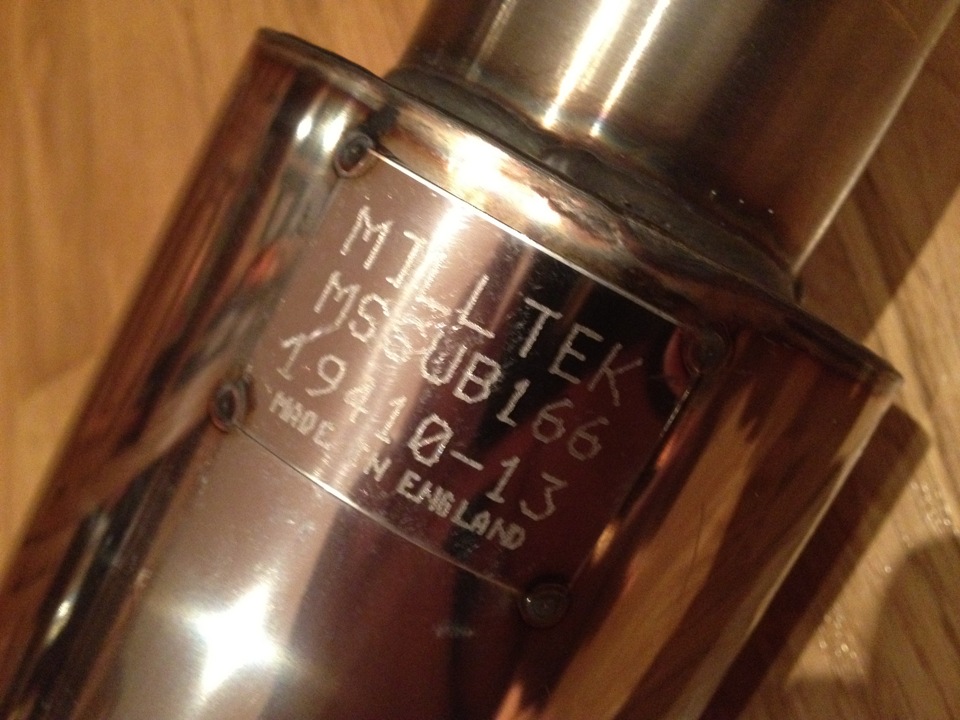 MILLTEK
MSSUB166
19410-13
MADE IN ENGLAND